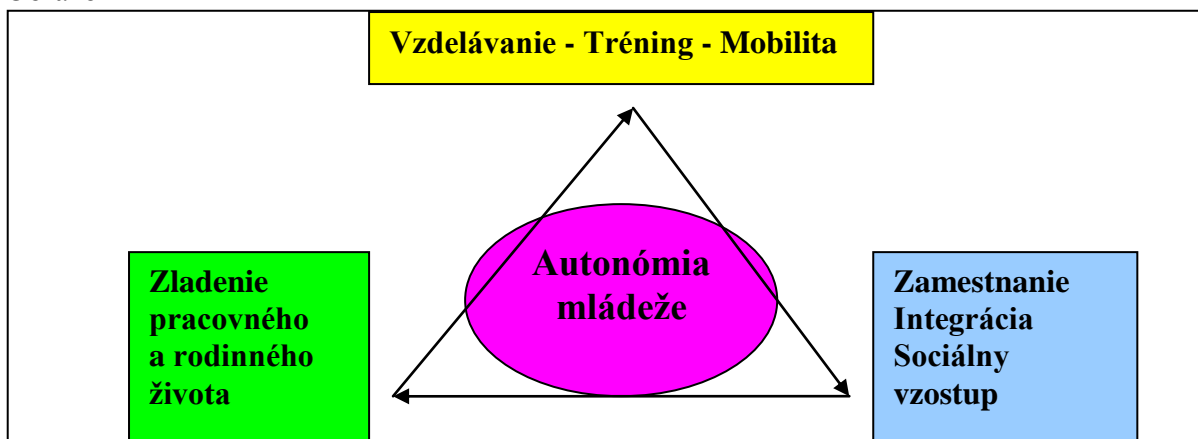 Vzdelávanie - Tréning - Mobilita
Autonómia
mládeže
Zladenie
pracovného
a rodinného
života
Zamestnanie
Integrácia
Sociálny
vzostup